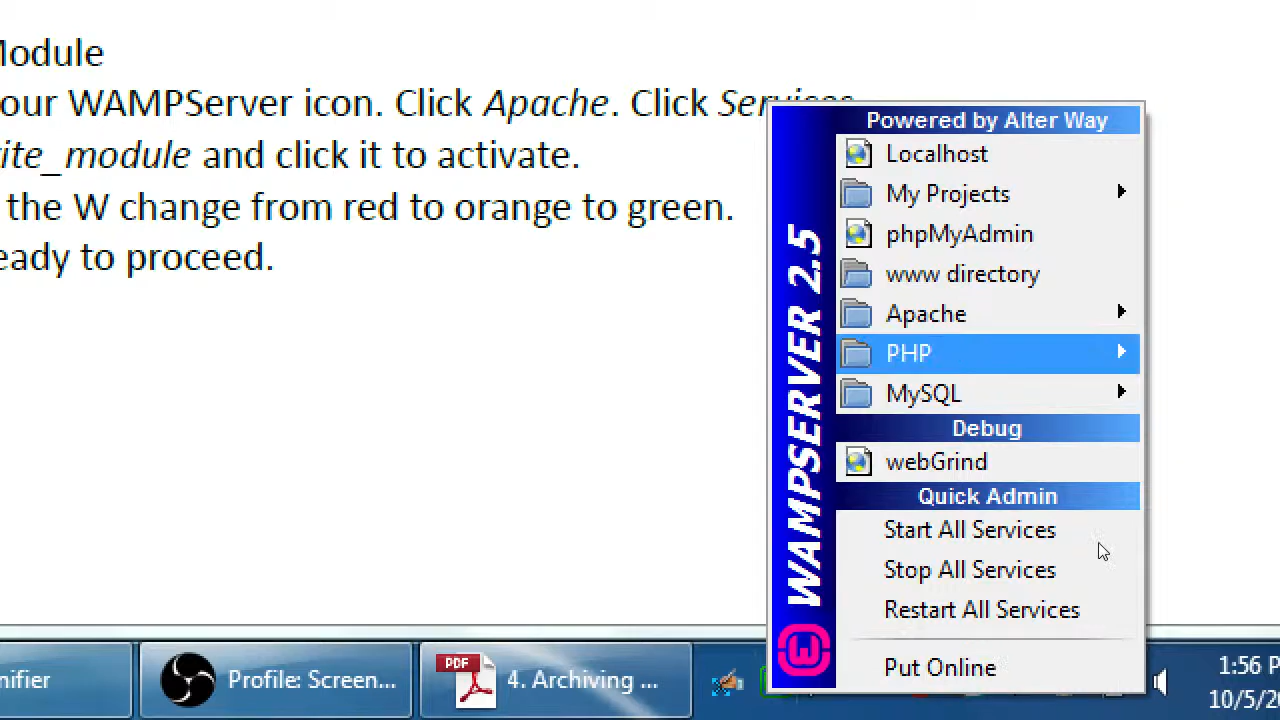 Module
our WAMPServer icon. Click Apache. Click Services
ite_module and click it to activate.
the W change from red to orange to green.
eady to proceed.
Powered by Alter Way
Localhost
My Projects
phpMyAdmin
www directory
Apache
PHP
MySQL
Debug
webGrind
Quick Admin
Start All Services
Stop All Services
Restart All Services
Put Online
WAMPSERVER 2.5
nifier
Profile: Screen...
PDF
4. Archiving ...
1:56 P
10/5/20